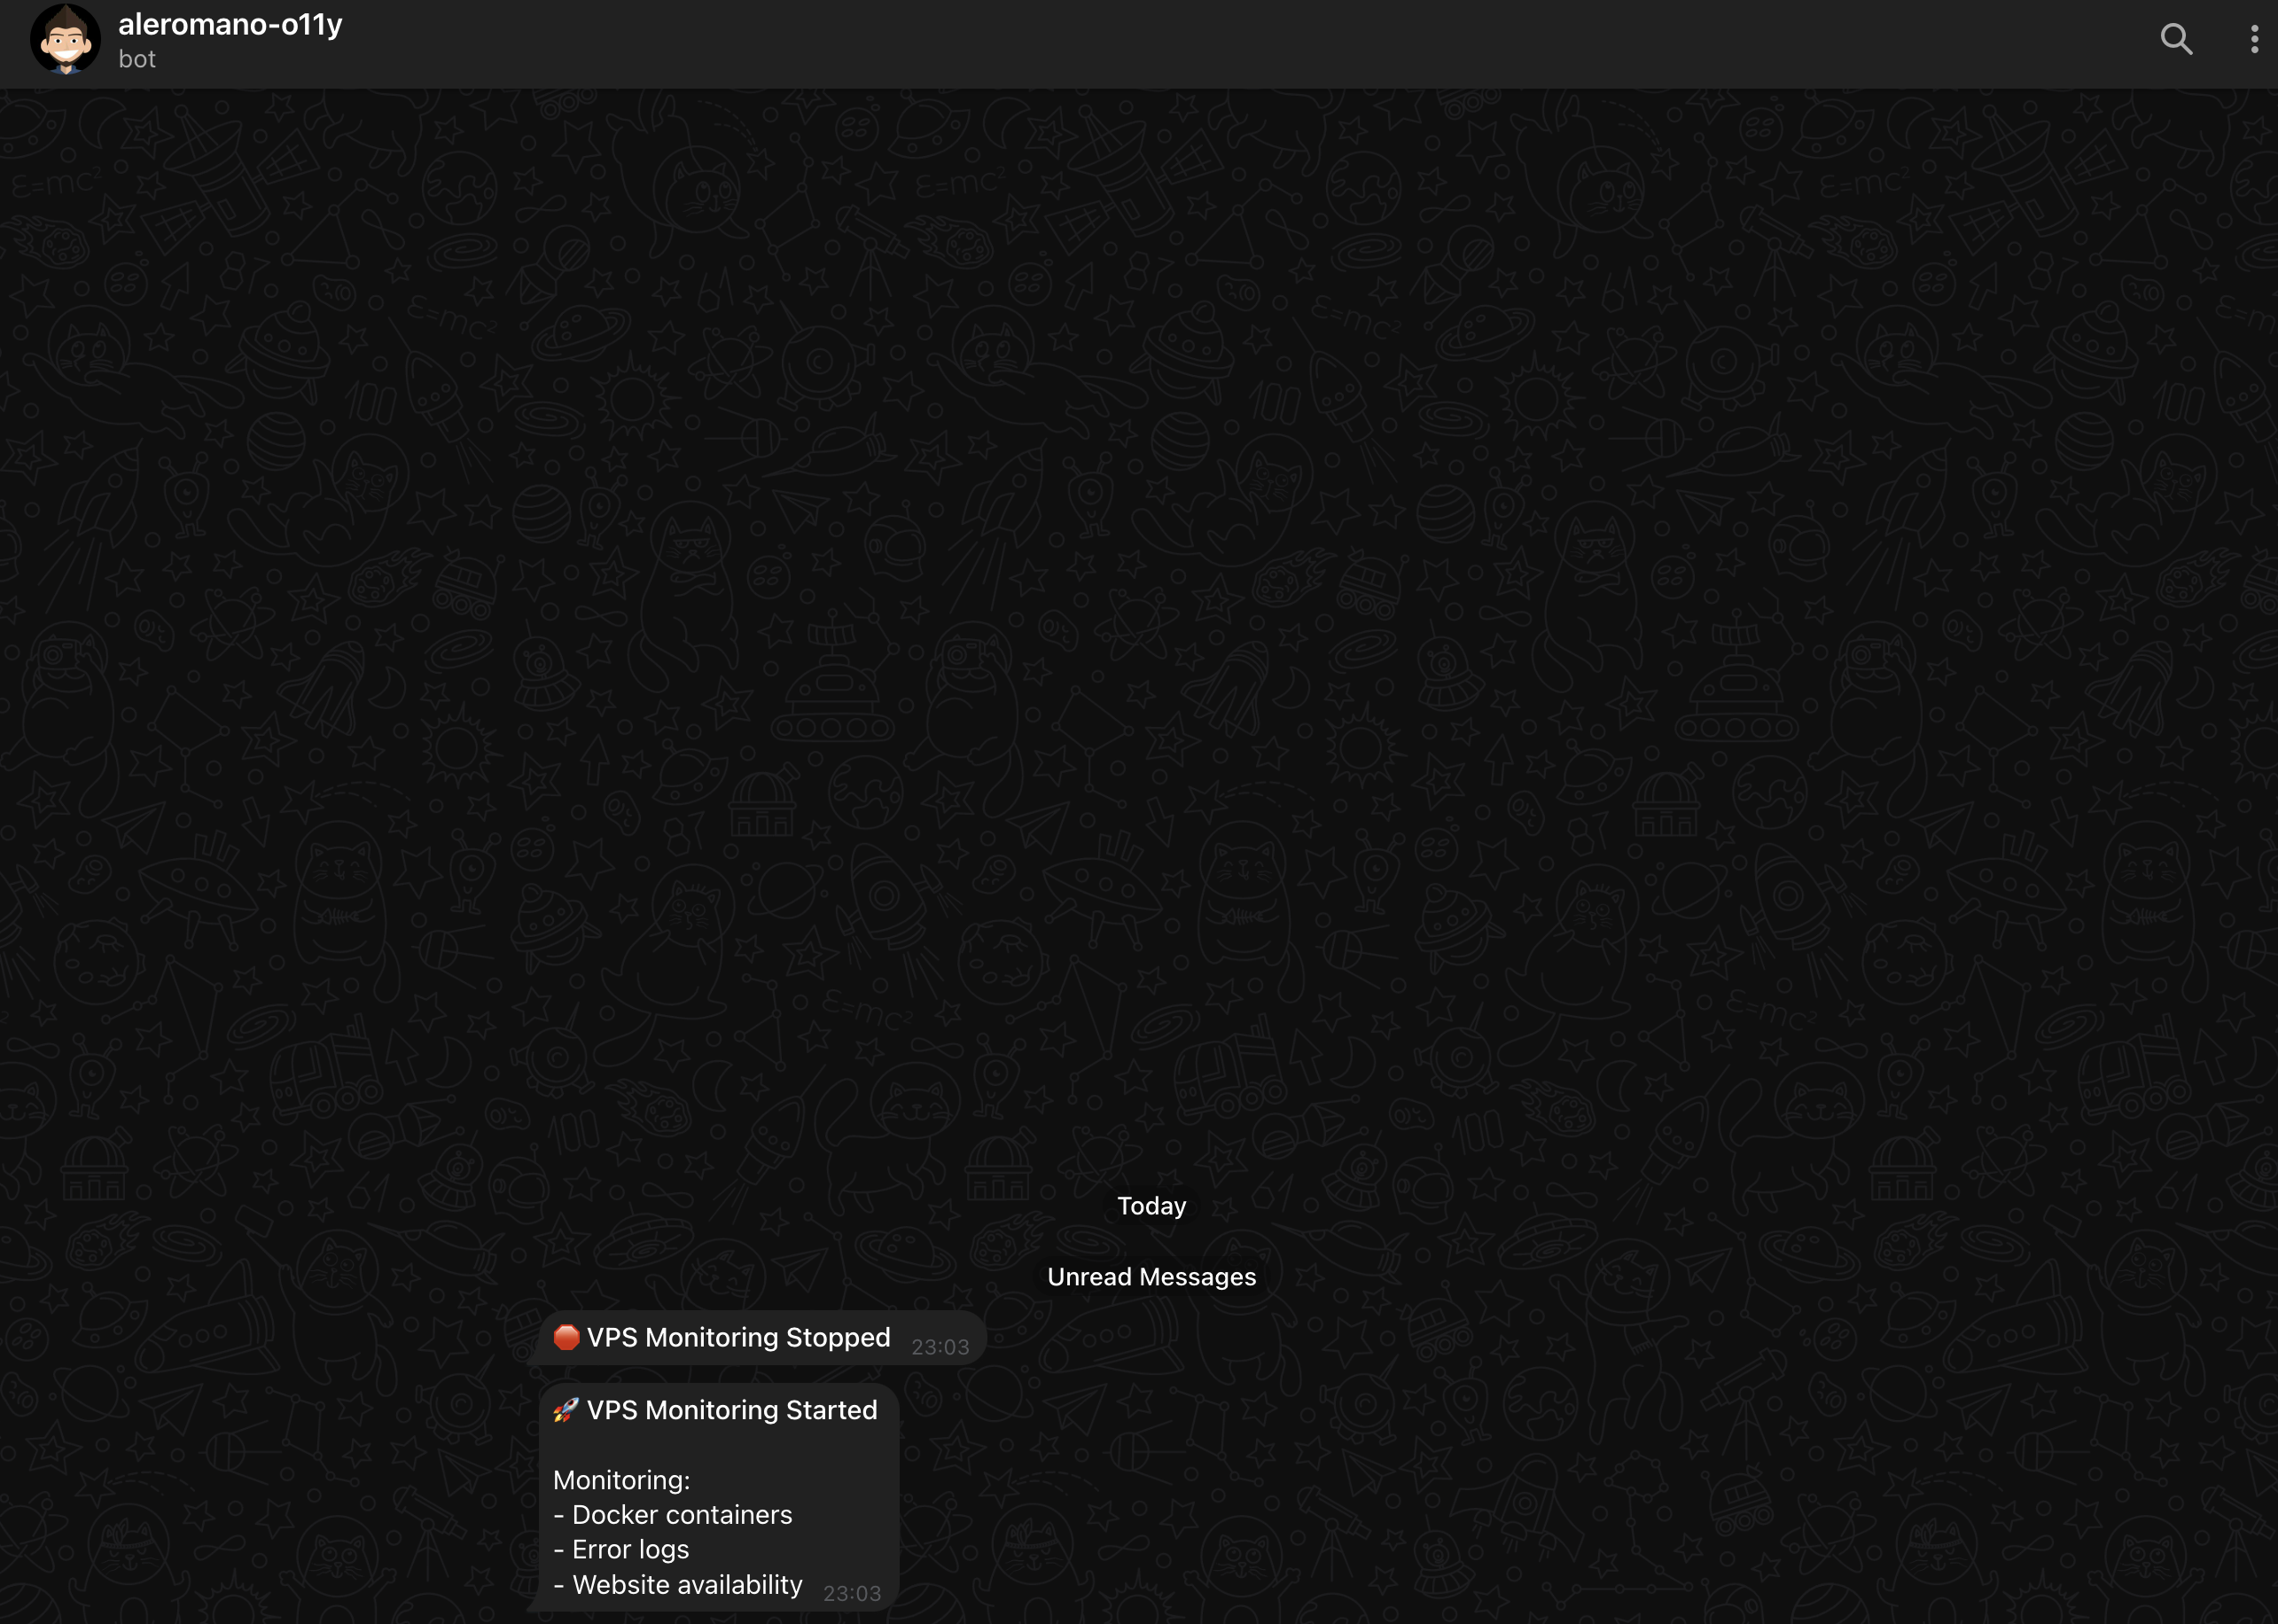 aleromano-o11y
bot
Today
Unread Messages
🛑 VPS Monitoring Stopped 23:03
🚀 VPS Monitoring Started
Monitoring:
- Docker containers
- Error logs
- Website availability 23:03